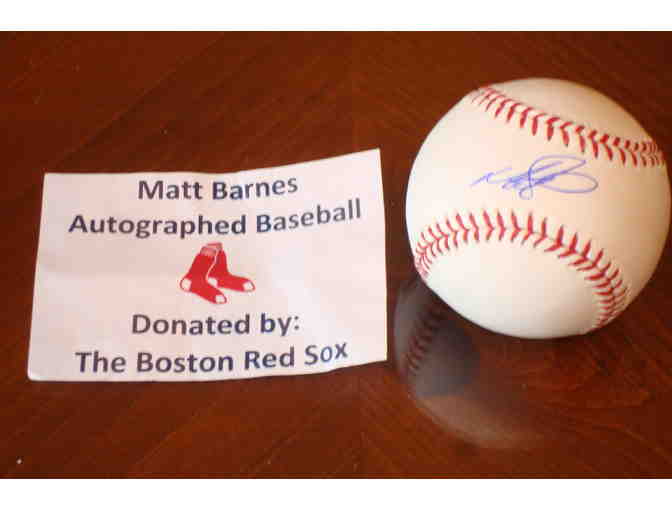 Matt Barnes
Autographed Baseball
Donated by:
The Boston Red Sox